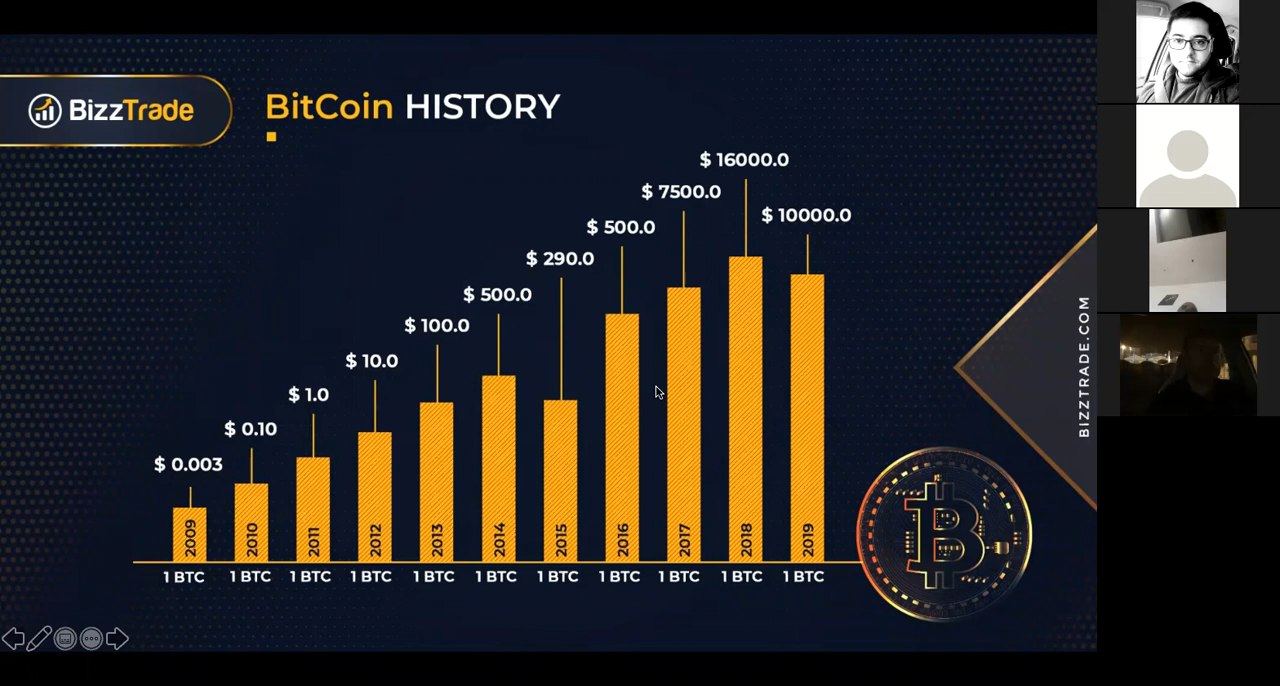 BizzTrade
BitCoin HISTORY
$ 0.003
$ 0.10
$ 1.0
$ 10.0
$ 100.0
$ 500.0
$ 290.0
$ 500.0
$ 7500.0
$ 16000.0
$ 10000.0
2009
2010
2011
2012
2013
2014
2015
2016
2017
2018
2019
1 BTC
1 BTC
1 BTC
1 BTC
1 BTC
1 BTC
1 BTC
1 BTC
1 BTC
1 BTC
1 BTC
BIZZTRADE.COM